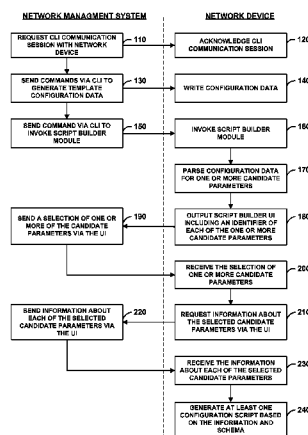 NETWORK MANAGMENT SYSTEM
NETWORK DEVICE
REQUEST CLI COMMUNICATION
SESSION WITH NETWORK
DEVICE
110
ACKNOWLEDGE CLI
COMMUNICATION SESSION
120
SEND COMMANDS VIA CLI TO
GENERATE TEMPLATE
CONFIGURATION DATA
130
WRITE CONFIGURATION DATA
140
SEND COMMAND VIA CLI TO
INVOKE SCRIPT BUILDER
MODULE
150
INVOKE SCRIPT BUILDER
MODULE
160
PARSE CONFIGURATION DATA
FOR ONE OR MORE CANDIDATE
PARAMETERS
170
OUTPUT SCRIPT BUILDER UI
INCLUDING AN IDENTIFIER OF
EACH OF THE ONE OR MORE
CANDIDATE PARAMETERS
180
SEND A SELECTION OF ONE OR
MORE OF THE CANDIDATE
PARAMETERS VIA THE UI
190
RECEIVE THE SELECTION OF
ONE OR MORE CANDIDATE
PARAMETERS
200
REQUEST INFORMATION ABOUT
THE SELECTED CANDIDATE
PARAMETERS VIA THE UI
210
SEND INFORMATION ABOUT
EACH OF THE SELECTED
CANDIDATE PARAMETERS VIA
THE UI
220
RECEIVE THE INFORMATION
ABOUT EACH OF THE SELECTED
CANDIDATE PARAMETERS
230
GENERATE AT LEAST ONE
CONFIGURATION SCRIPT BASED
ON THE INFORMATION AND
SCHEMA
240